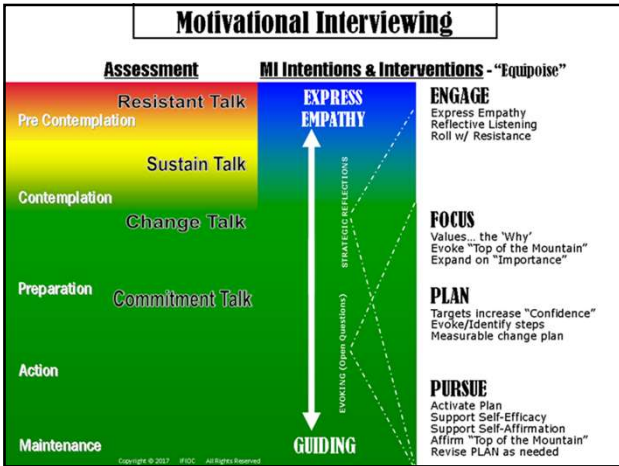 Motivational Interviewing
Assessment
MI Intentions & Interventions - “Equipoise”
Resistant Talk
Pre Contemplation
Sustain Talk
Contemplation
Change Talk
Preparation
Commitment Talk
Action
Maintenance
EXPRESS
EMPATHY
STRATEGIC REFLECTIONS
EVOKING (Open Questions)
GUIDING
ENGAGE
Express Empathy
Reflective Listening
Roll w/ Resistance
FOCUS
Values... the ‘Why’
Evoke “Top of the Mountain”
Expand on “Importance”
PLAN
Targets increase “Confidence”
Evoke/Identify steps
Measurable change plan
PURSUE
Activate Plan
Support Self-Efficacy
Support Self-Affirmation
Affirm “Top of the Mountain”
Revise PLAN as needed
Copyright © 2017 IFIOC All Rights Reserved